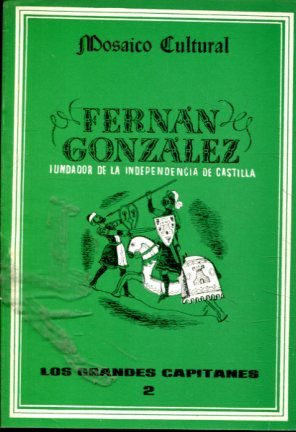 Mosaico Cultural
FERNÁN
GONZÁLEZ
FUNDADOR DE LA INDEPENDENCIA DE CASTILLA
LOS GRANDES CAPITANES
2